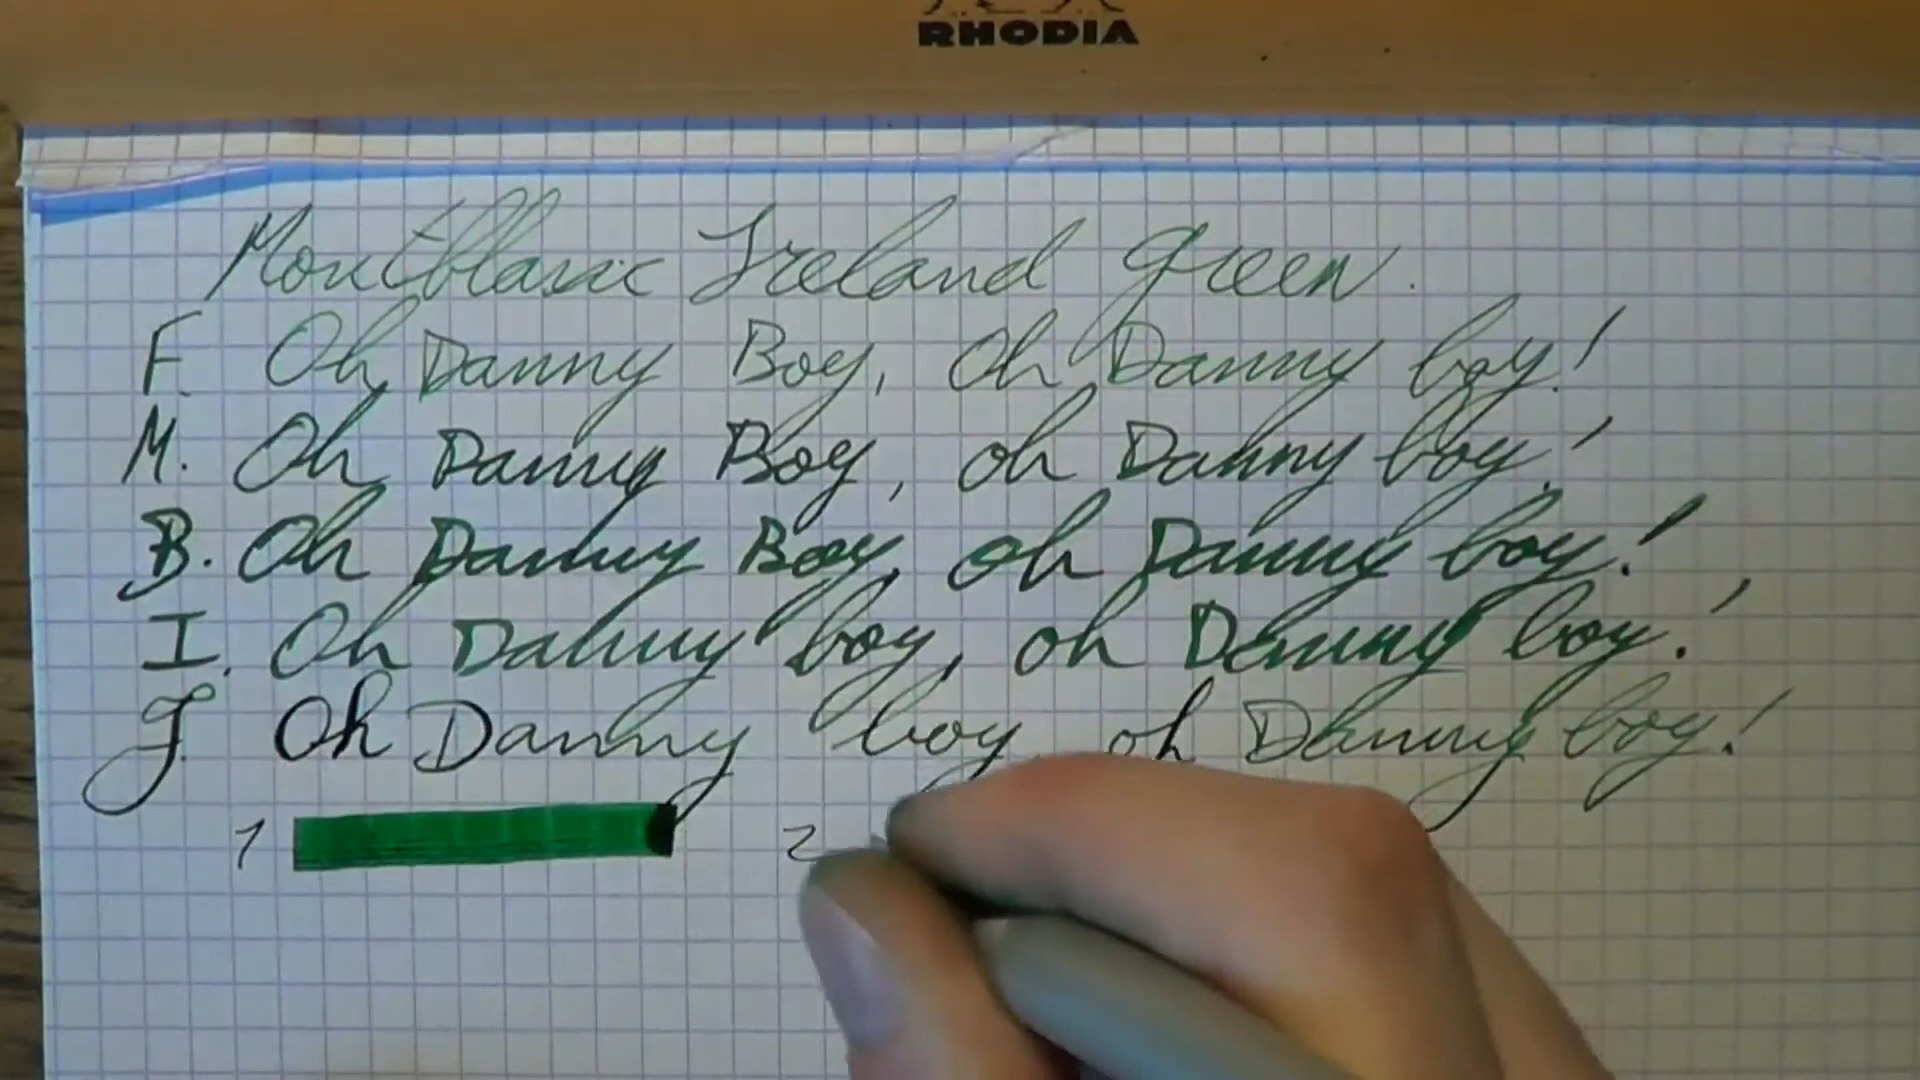 RHODIA
Montblanc Ireland Green.
F. Oh Danny Boy, Oh Danny boy!
M. Oh Danny Boy, oh Danny boy!
B. Oh Danny Boy, oh Danny boy!
I. Oh Danny boy, oh Danny boy!
J. Oh Danny boy, oh Danny boy!
1 2